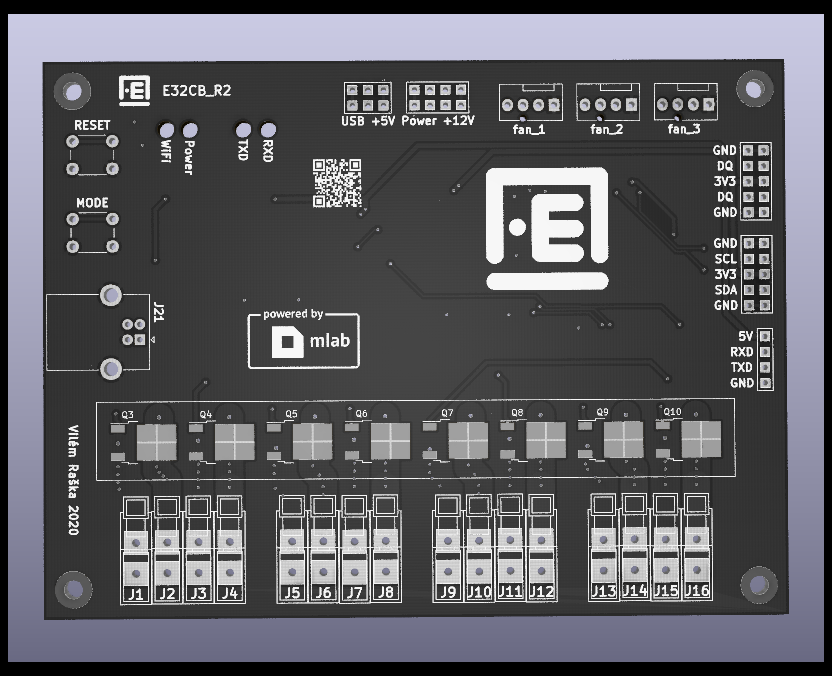 E32CB_R2
USB +5V
Power +12V
fan_1
fan_2
fan_3
RESET
WiFi
Power
TXD
RXD
MODE
GND
DQ
3V3
DQ
GND
GND
SCL
3V3
SDA
GND
5V
RXD
TXD
GND
J21
powered by
mlab
Q3
Q4
Q5
Q6
Q7
Q8
Q9
Q10
Vilém Raška 2020
J1
J2
J3
J4
J5
J6
J7
J8
J9
J10
J11
J12
J13
J14
J15
J16